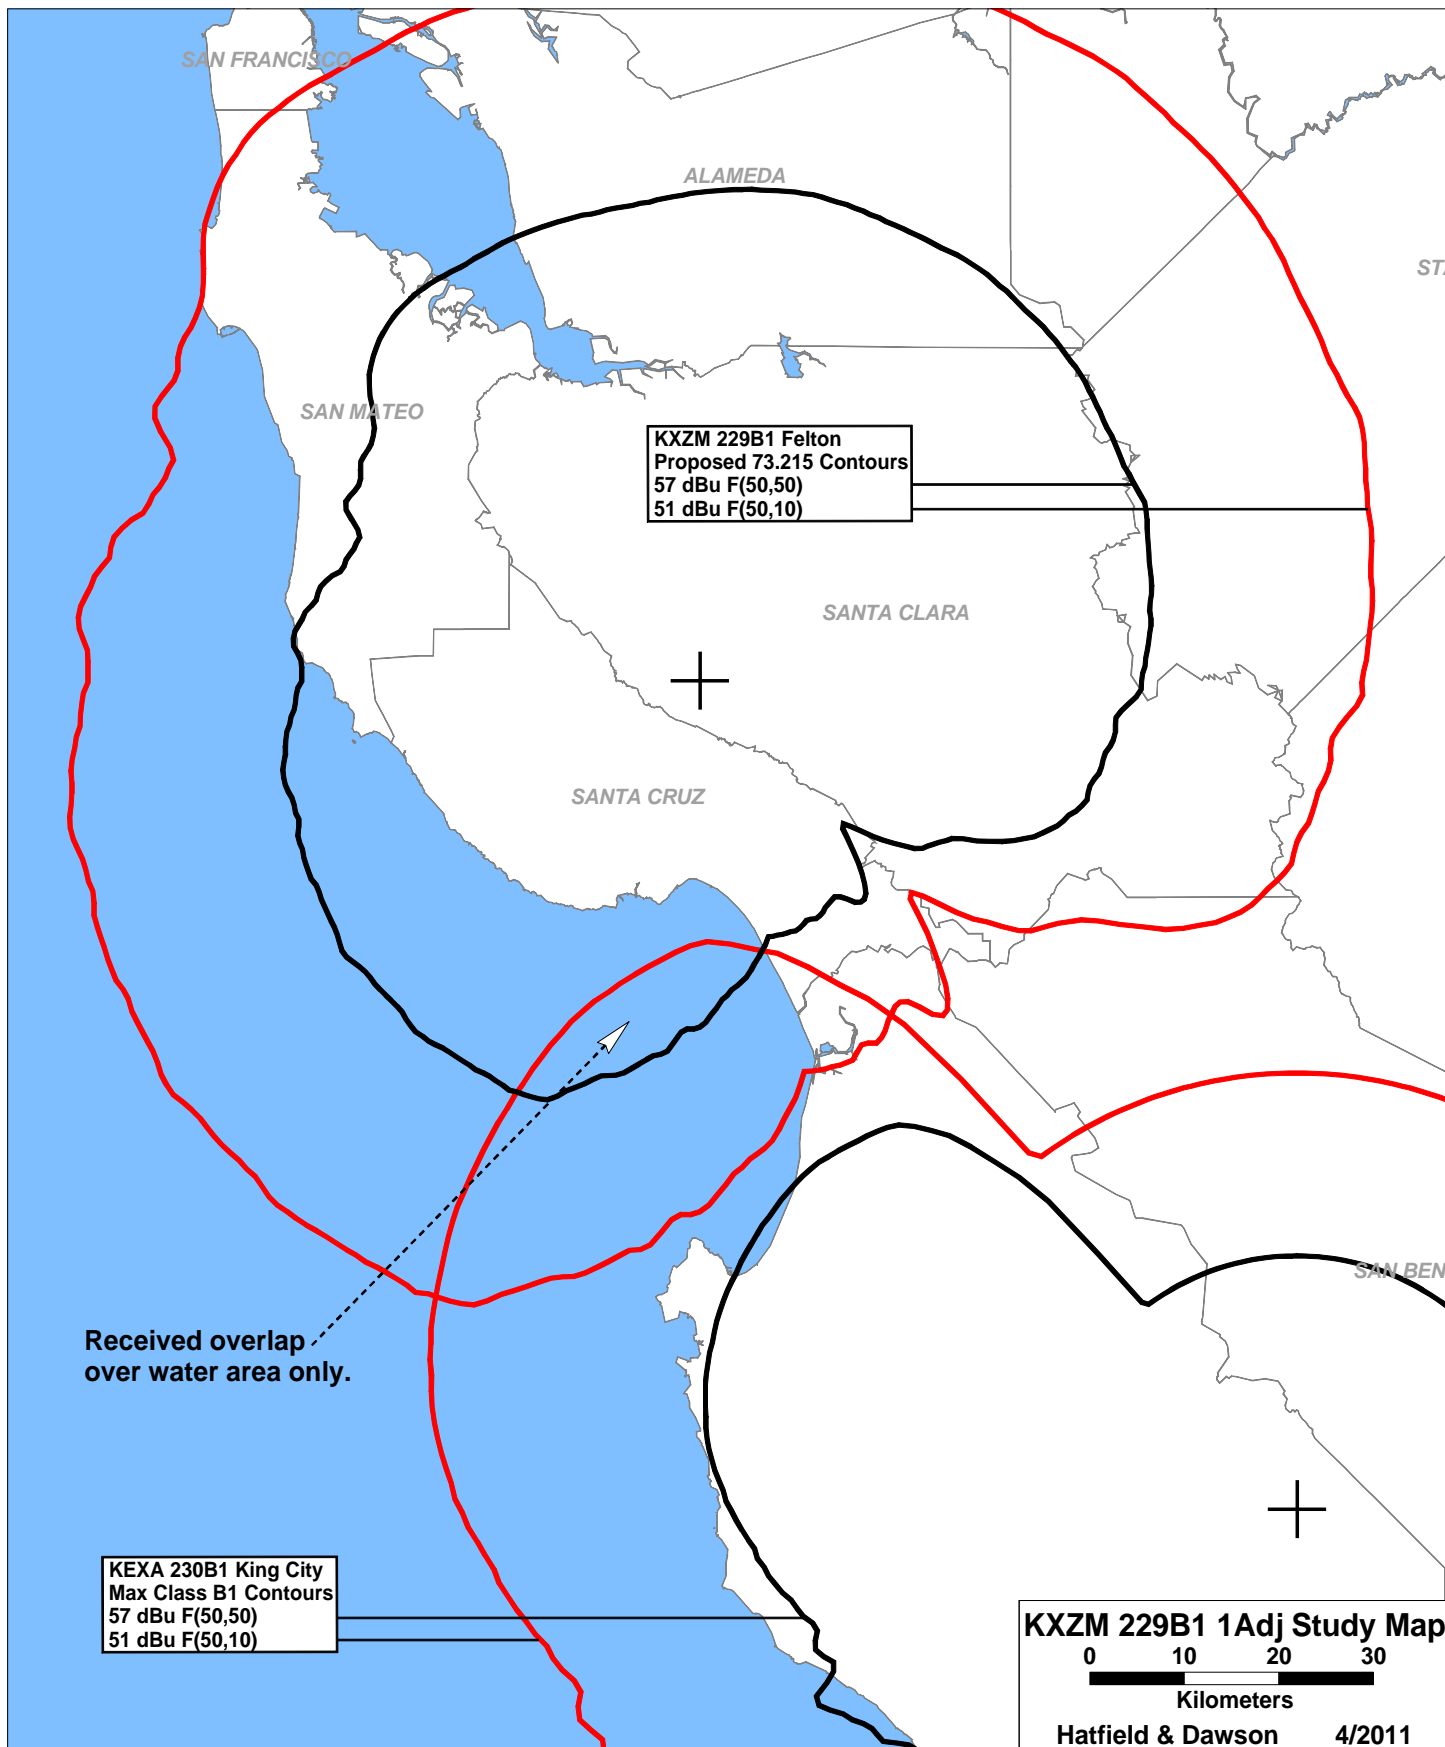 SAN FRANCISCO
ALAMEDA
STA
SAN MATEO
KXZM 229B1 Felton
Proposed 73.215 Contours
57 dBu F(50,50)
51 dBu F(50,10)
SANTA CLARA
SANTA CRUZ
SAN BEN
Received overlap
over water area only.
KEXA 230B1 King City
Max Class B1 Contours
57 dBu F(50,50)
51 dBu F(50,10)
KXZM 229B1 1Adj Study Map
0 10 20 30
Kilometers
Hatfield & Dawson 4/2011